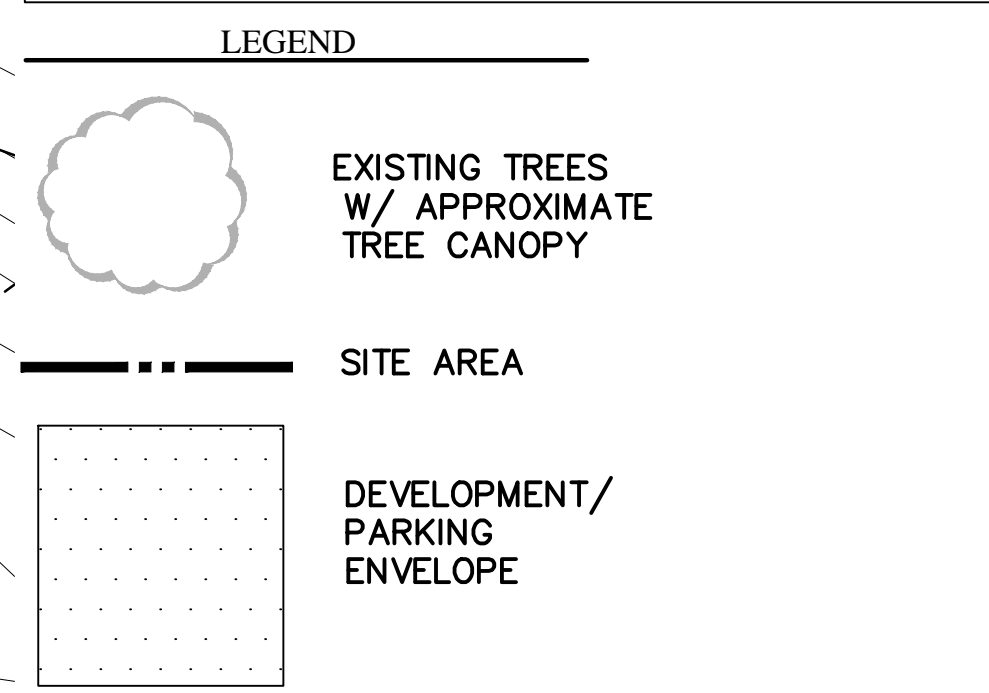 LEGEND
EXISTING TREES
W/ APPROXIMATE
TREE CANOPY
SITE AREA
DEVELOPMENT/
PARKING
ENVELOPE